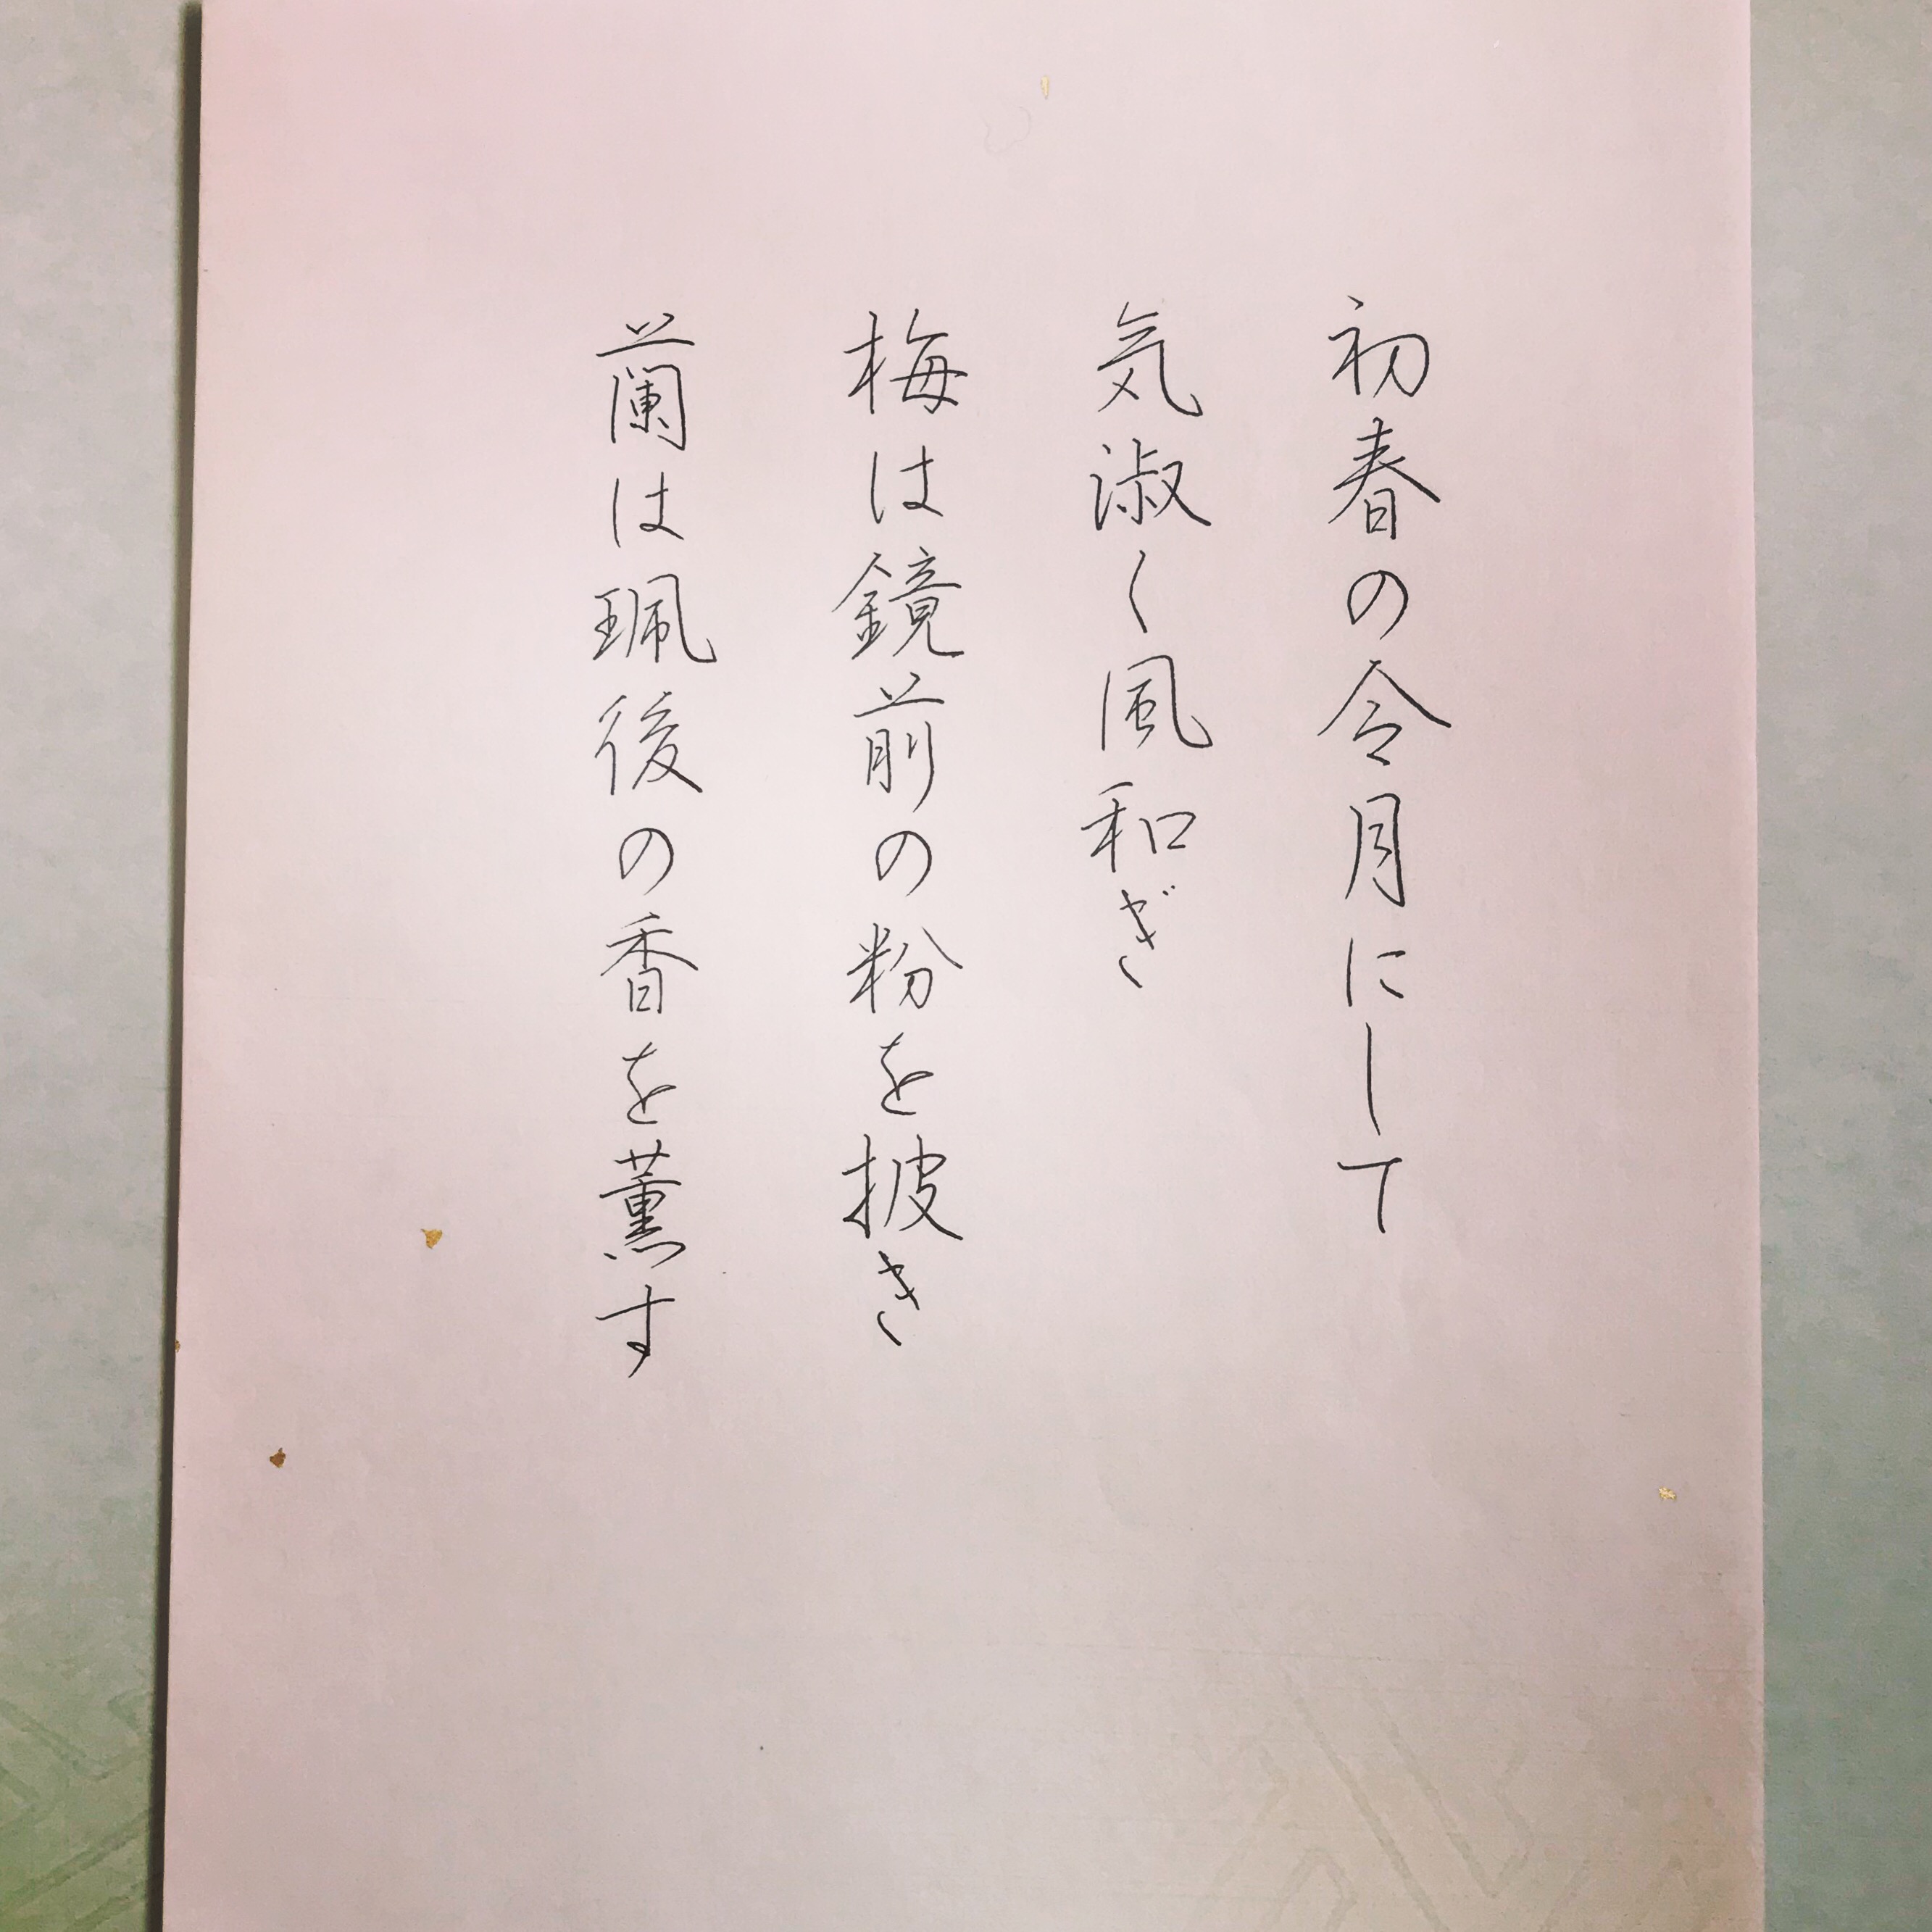 初春の令月にして
気淑く風和ぎ
梅は鏡前の粉を披き
蘭は珮後の香を薫す